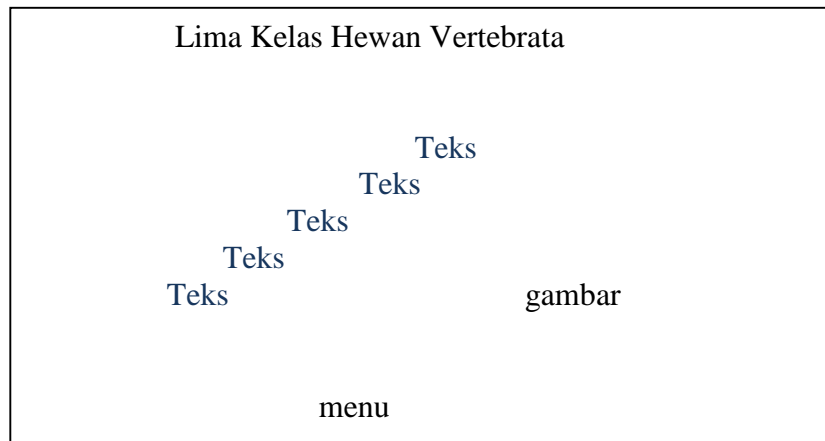 Lima Kelas Hewan Vertebrata
Teks
Teks
Teks
Teks
Teks gambar
menu